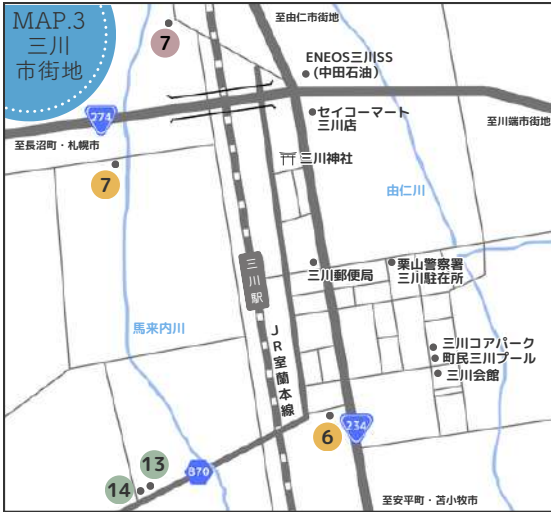 MAP.3
三川
市街地
7
至由仁市街地
ENEOS三川SS
(中田石油)
274
セイコーマート
三川店
至川端市街地
至長沼町・札幌市
三川神社
7
由仁川
三川駅
三川郵便局
栗山警察署
三川駐在所
馬来内川
JR室蘭本線
三川コアパーク
町民三川プール
三川会館
6
234
13
870
14
至安平町・苫小牧市